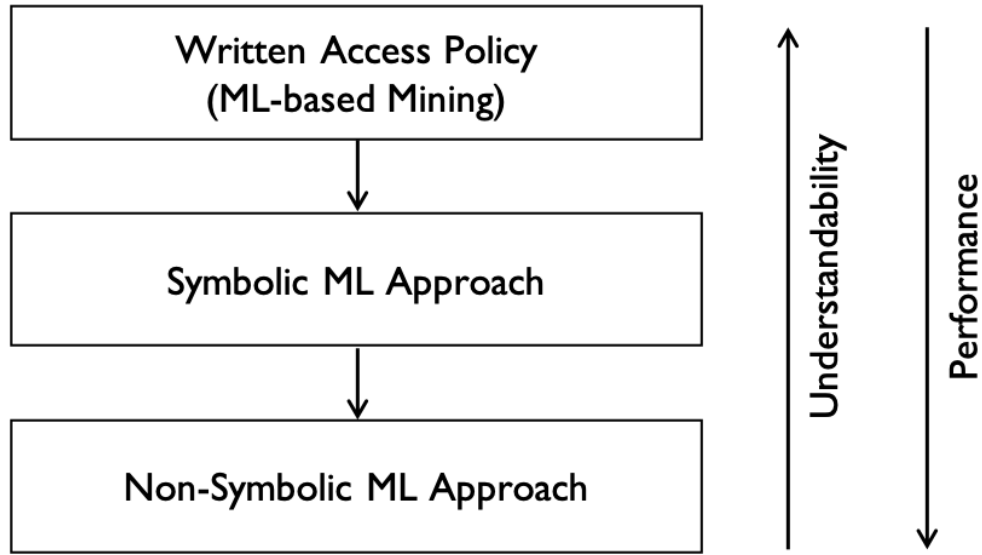 Written Access Policy
(ML-based Mining)
Symbolic ML Approach
Non-Symbolic ML Approach
Understandability
Performance